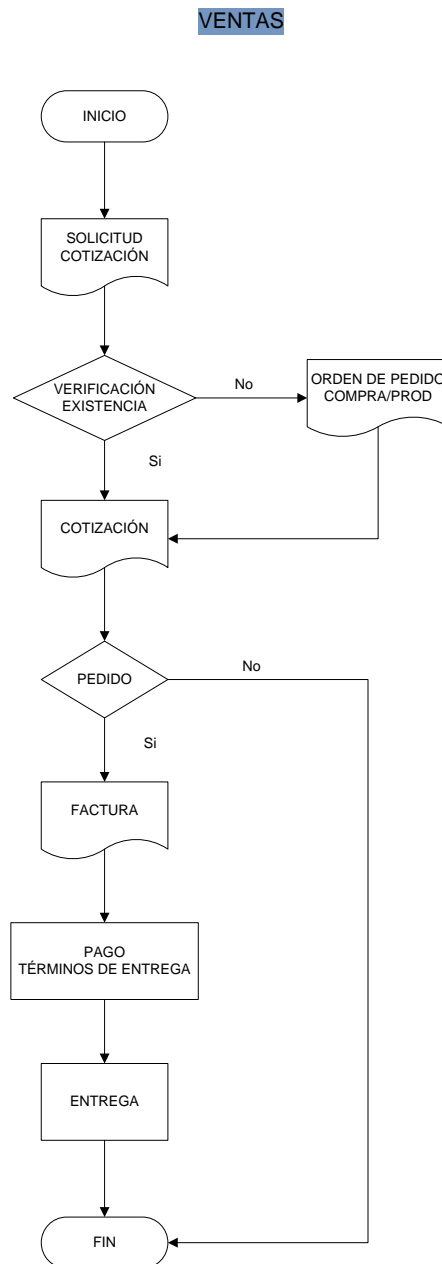 VENTAS
INICIO
SOLICITUD
COTIZACIÓN
VERIFICACIÓN
EXISTENCIA
No
ORDEN DE PEDIDO
COMPRA/PROD
Si
COTIZACIÓN
PEDIDO
No
Si
FACTURA
PAGO
TÉRMINOS DE ENTREGA
ENTREGA
FIN